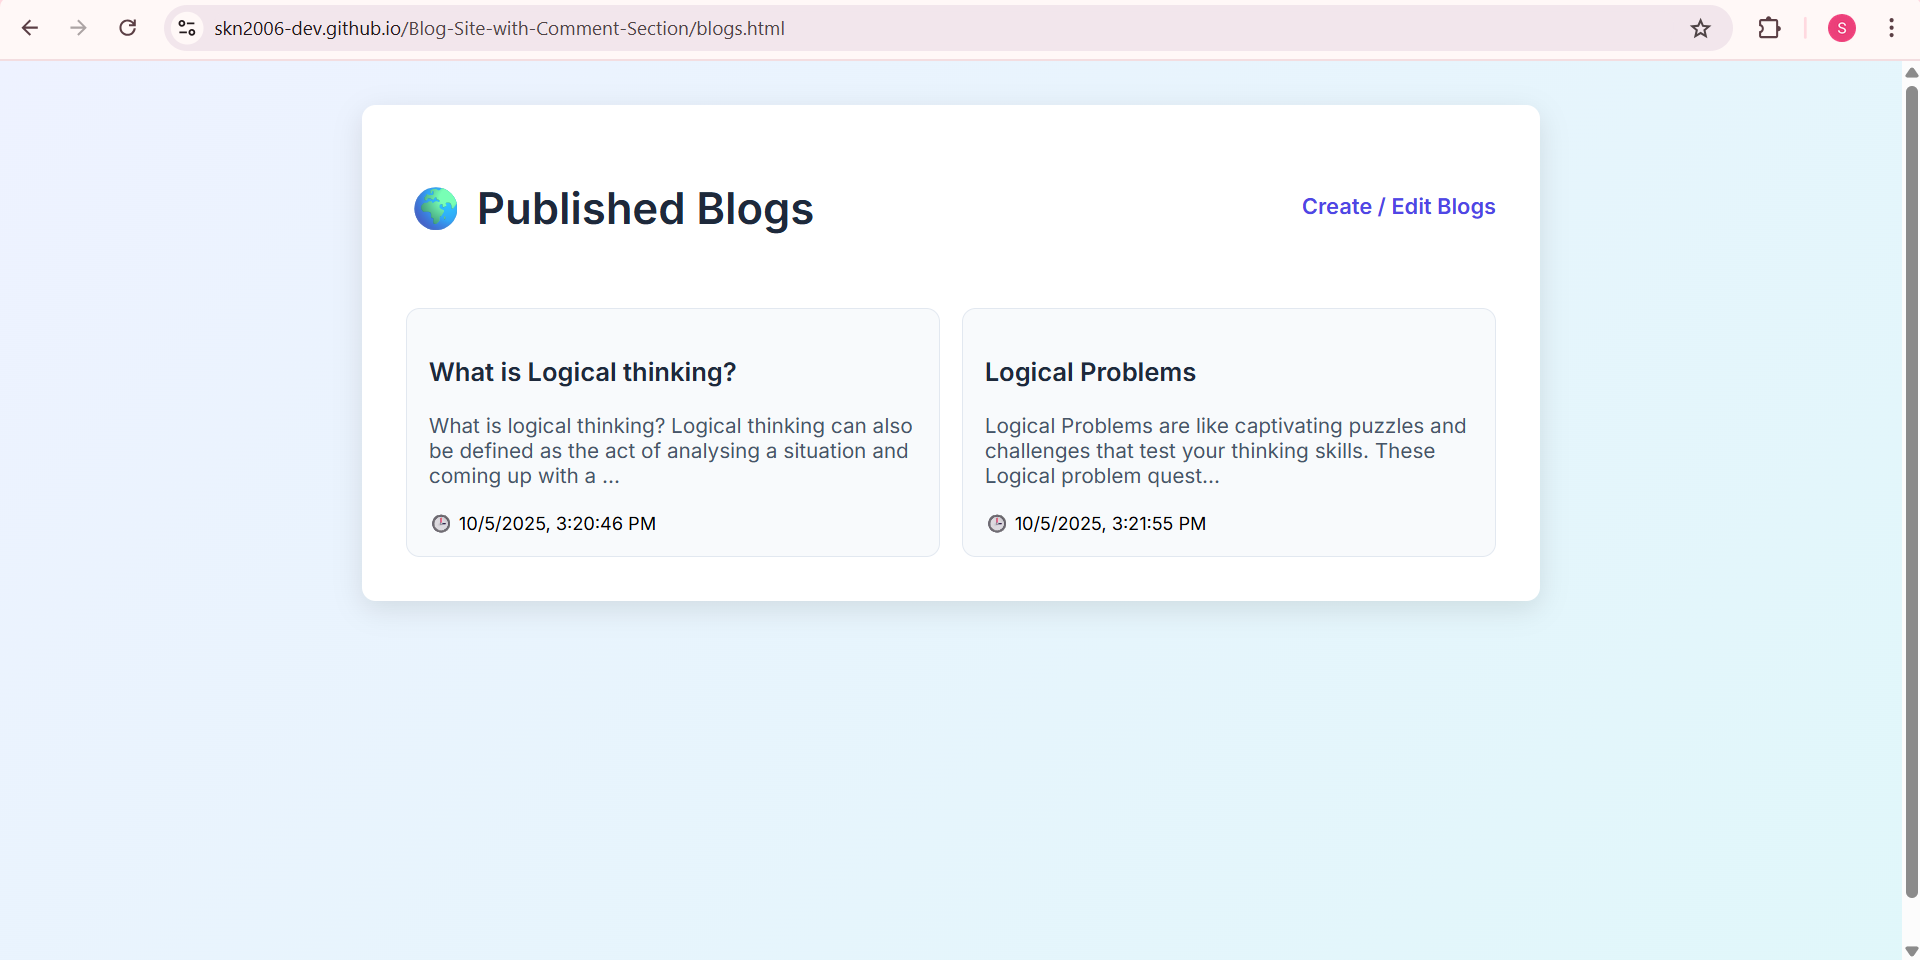 skn2006-dev.github.io/Blog-Site-with-Comment-Section/blogs.html
S
Published Blogs
Create / Edit Blogs
What is Logical thinking?
What is logical thinking? Logical thinking can also
be defined as the act of analysing a situation and
coming up with a ...
10/5/2025, 3:20:46 PM
Logical Problems
Logical Problems are like captivating puzzles and
challenges that test your thinking skills. These
Logical problem quest...
10/5/2025, 3:21:55 PM